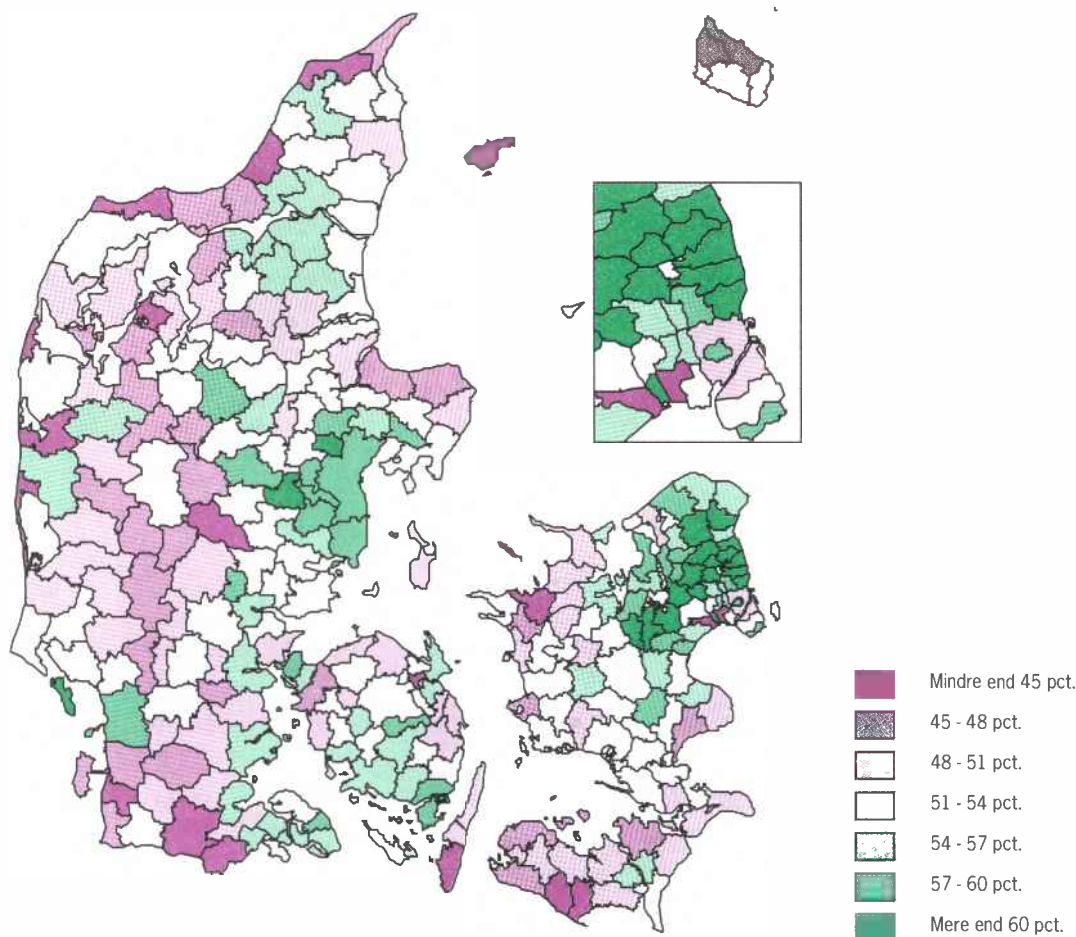 Mindre end 45 pct.
45 - 48 pct.
48 - 51 pct.
51 - 54 pct.
54 - 57 pct.
57 - 60 pct.
Mere end 60 pct.